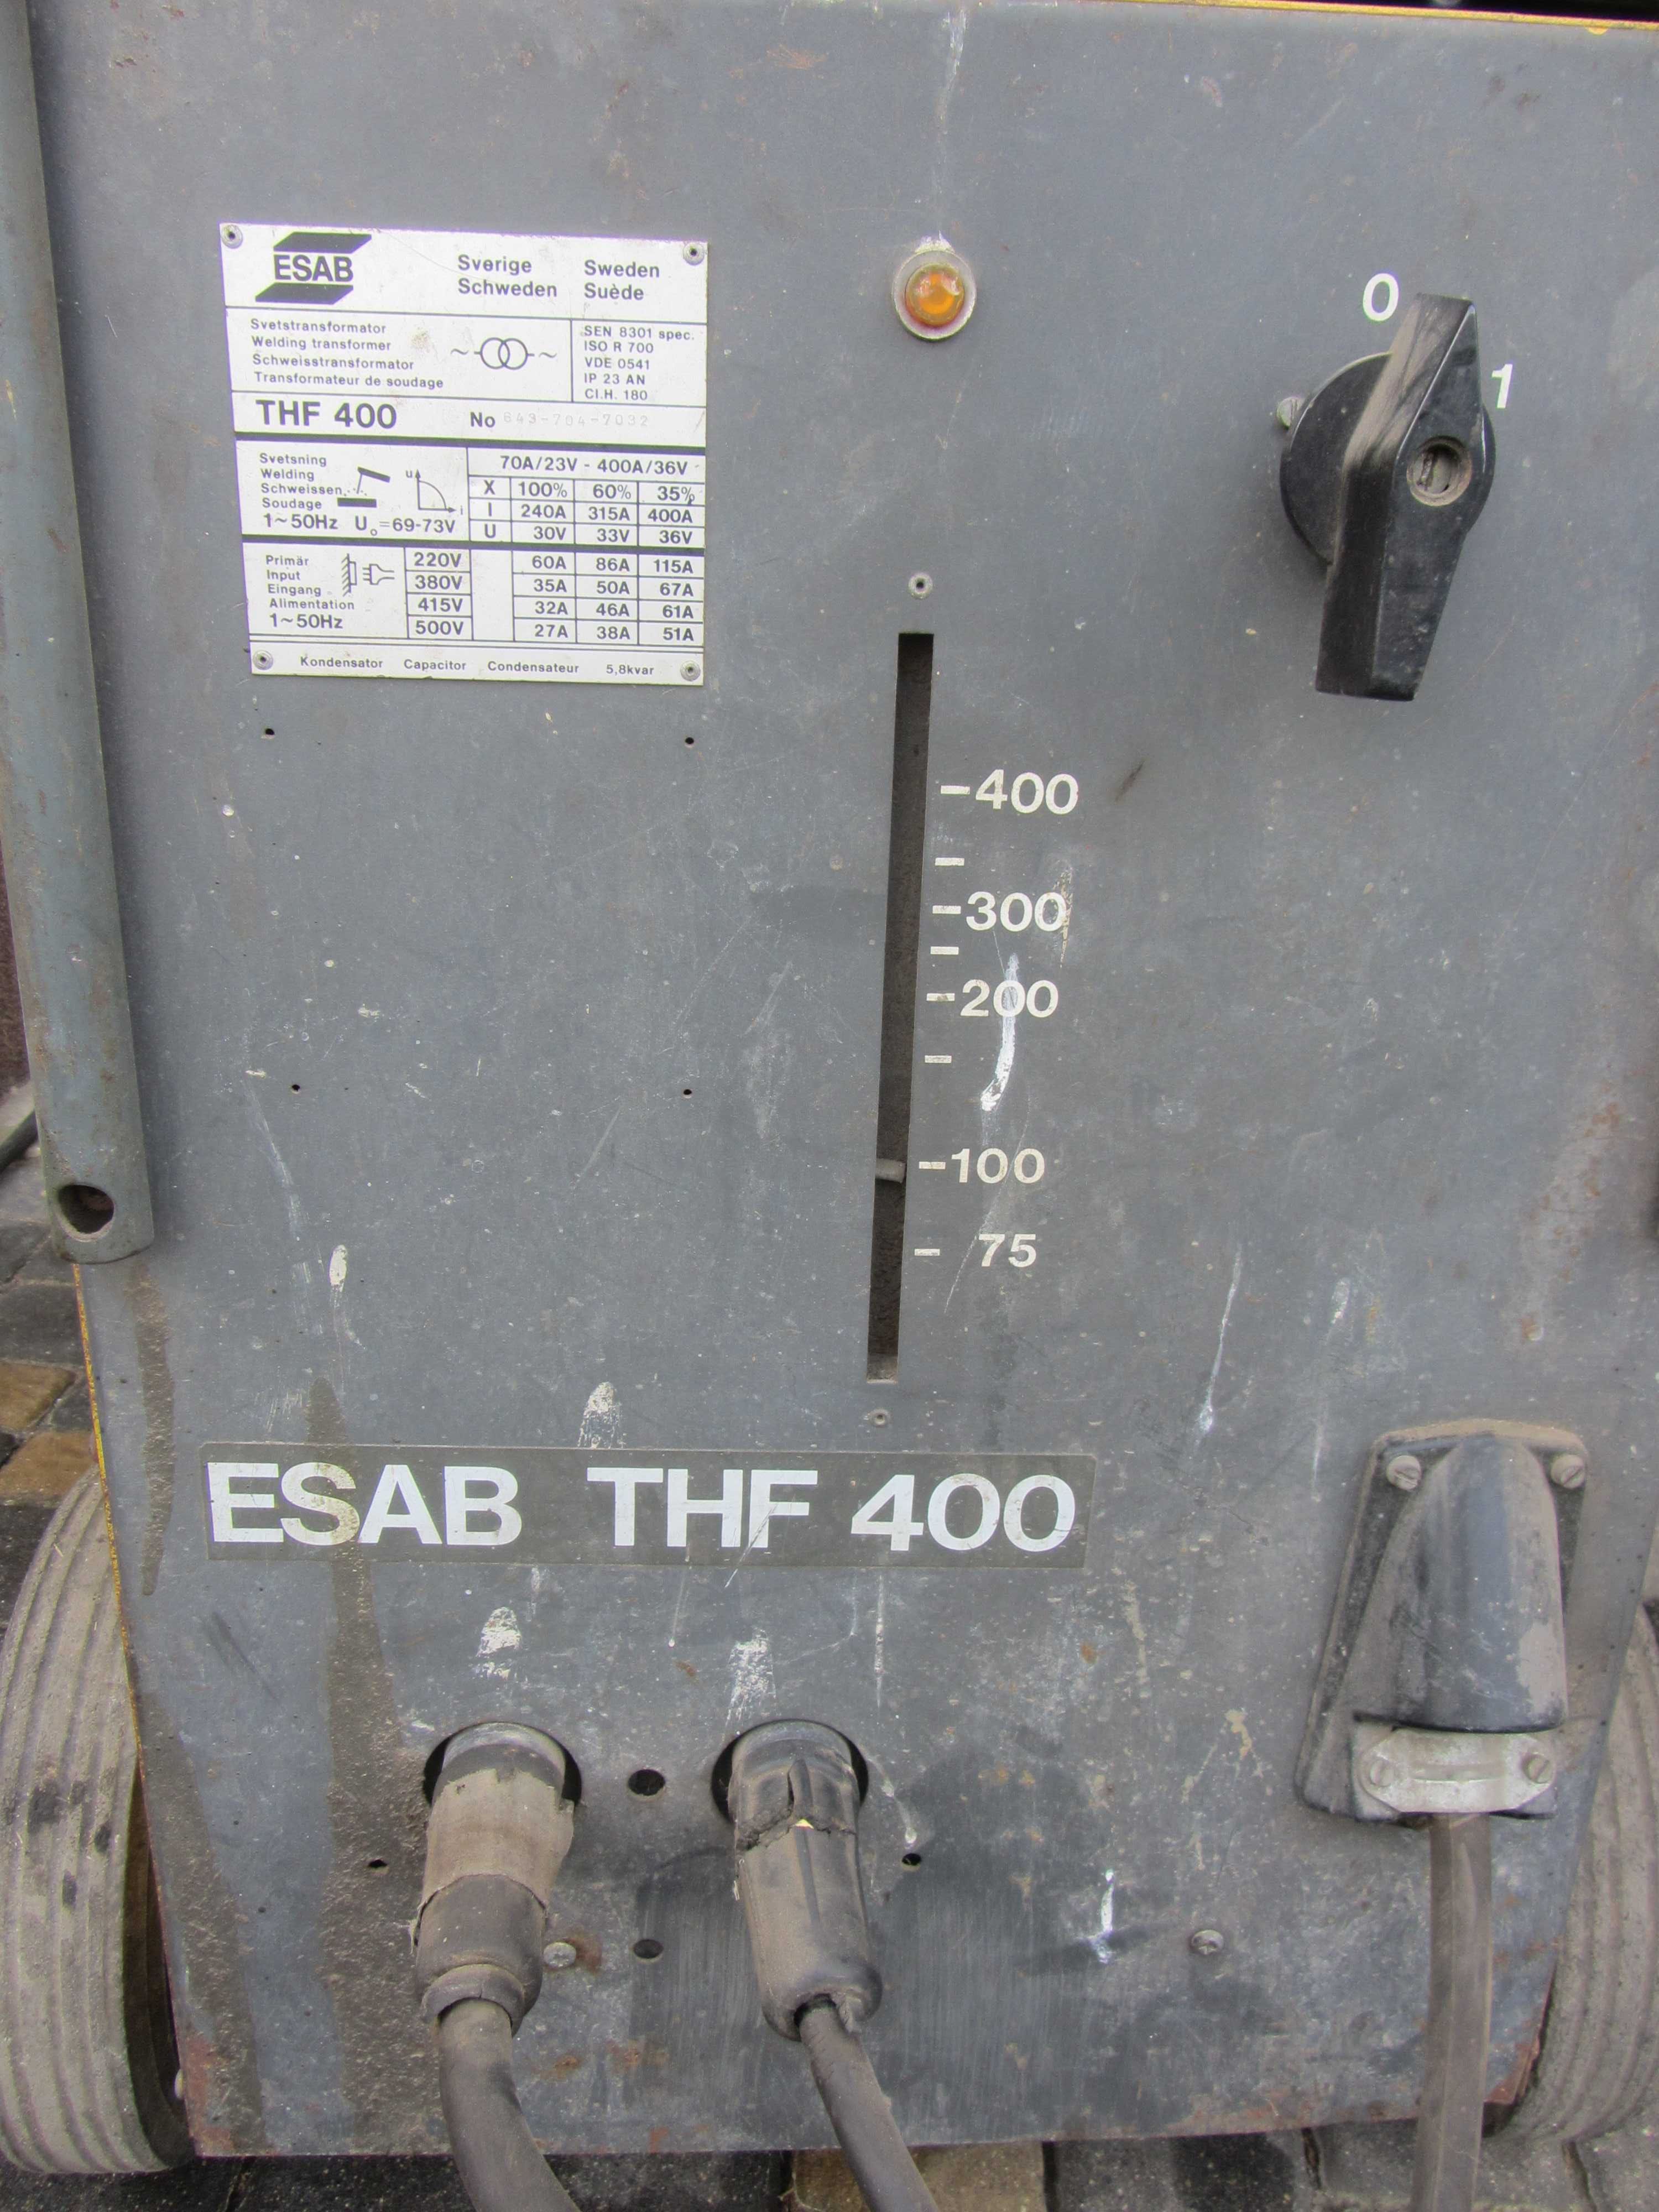 ESAB
Sverige Sweden
Schweden Suède
Svetstransformator
Welding transformer
Schweisstransformator
Transformateur de soudage
~ ~
SEN 8301 spec.
ISO R 700
VDE 0541
IP 23 AN
Cl.H. 180
THF 400 No 643-704-7032
Svetsning
Welding
Schweissen
Soudage
1~50Hz U₀=69-73V
u
i
70A/23V - 400A/36V
X 100% 60% 35%
I 240A 315A 400A
U 30V 33V 36V
Primär
Input
Eingang
Alimentation
1~50Hz
220V 60A 86A 115A
380V 35A 50A 67A
415V 32A 46A 61A
500V 27A 38A 51A
Kondensator Capacitor Condensateur 5,8kvar
0
1
-400
-300
-200
-100
- 75
ESAB THF 400